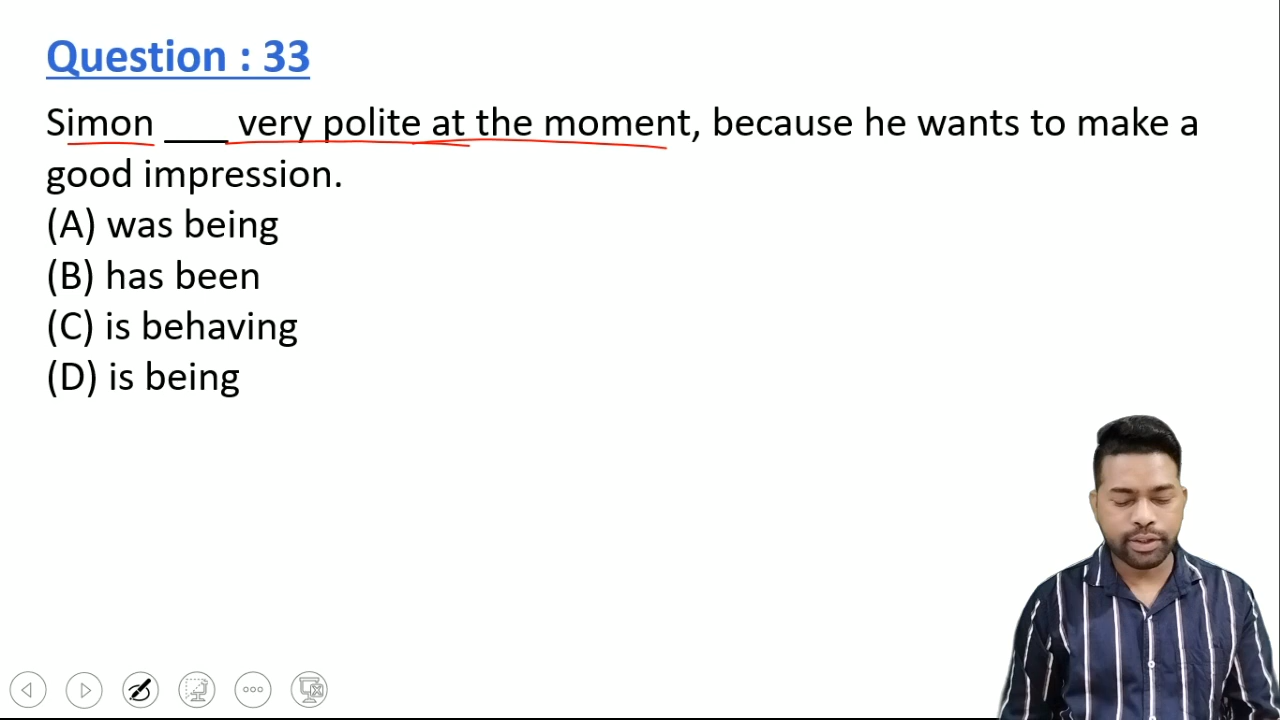 Question : 33
Simon ___ very polite at the moment, because he wants to make a
good impression.
(A) was being
(B) has been
(C) is behaving
(D) is being